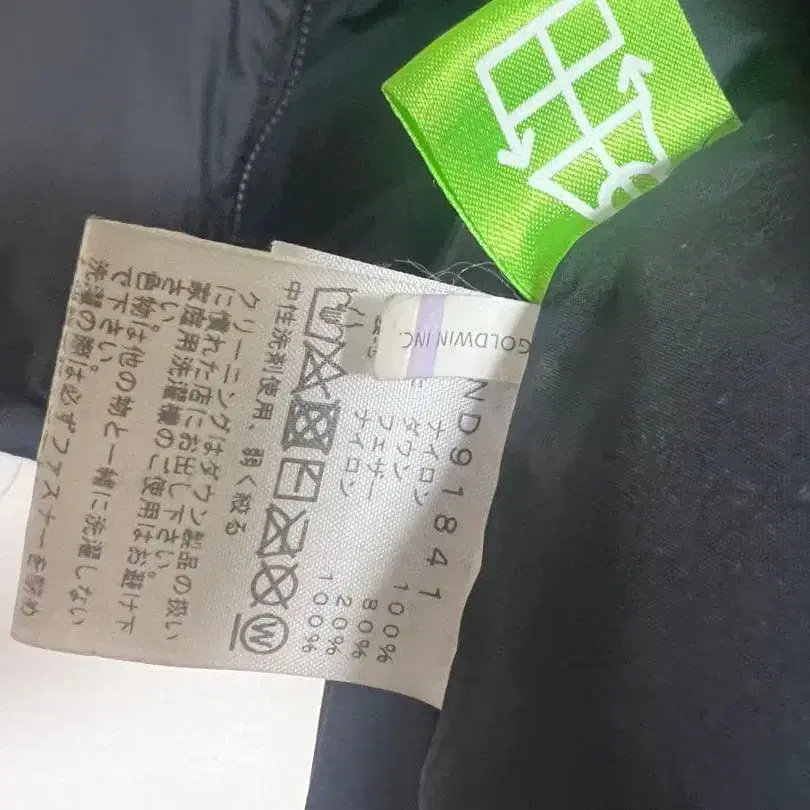 GOLDWIN INC.
ND91841
ナイロン 100%
ダウン 80%
フェザー 20%
ナイロン 100%
W
中性洗剤使用、弱く絞る
クリーニングはダウン製品の扱い
に慣れた店にお出し下さい。
用洗濯機のご使用はお避け下
さい。
色物は他の物と一緒に洗濯しない
で下さい。
洗濯の際は必ずファスナーを閉め